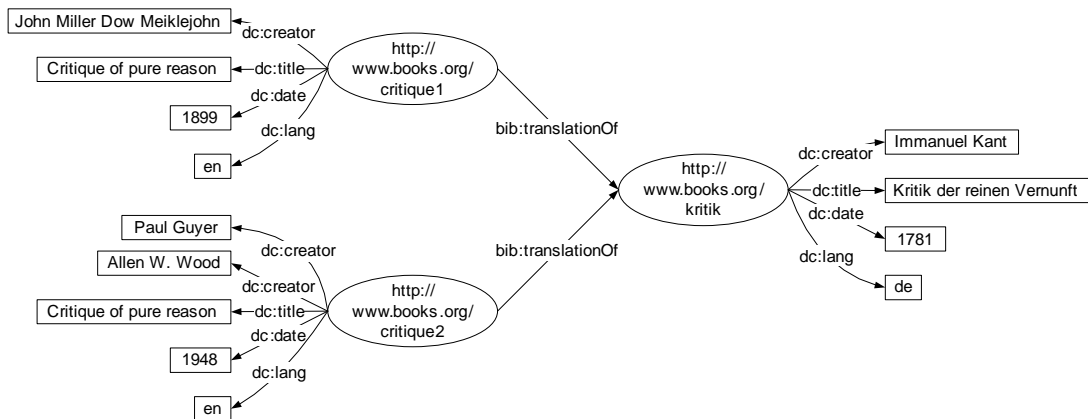 John Miller Dow Meiklejohn
dc:creator
Critique of pure reason
dc:title
dc:date
1899
dc:lang
en
http://
www.books.org/
critique1
bib:translationOf
Paul Guyer
dc:creator
Allen W. Wood
dc:creator
Critique of pure reason
dc:title
dc:date
1948
dc:lang
en
http://
www.books.org/
critique2
bib:translationOf
http://
www.books.org/
kritik
dc:creator
Immanuel Kant
dc:title
Kritik der reinen Vernunft
dc:date
1781
dc:lang
de